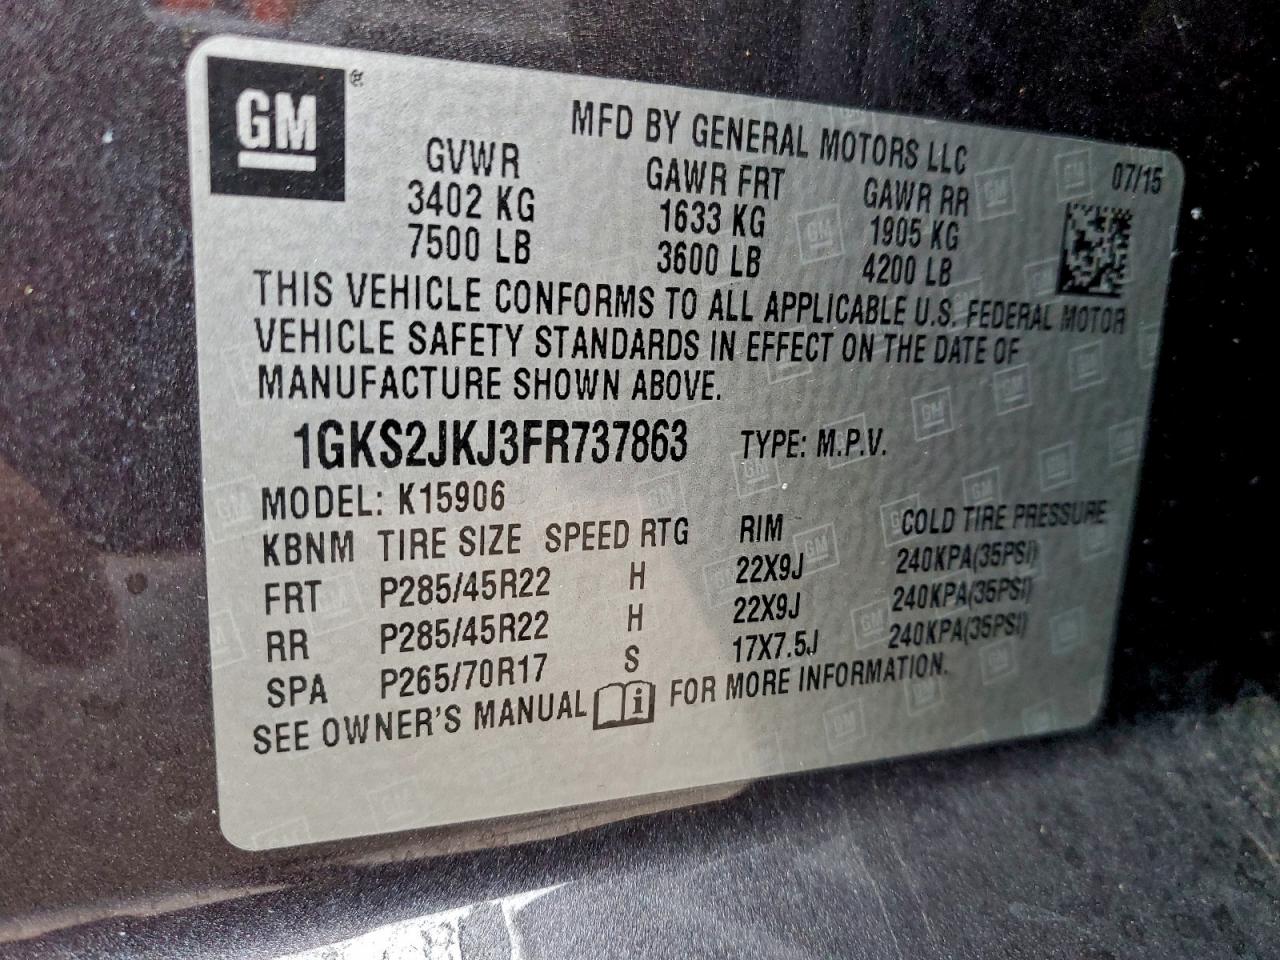 GM ®
MFD BY GENERAL MOTORS LLC
07/15
GVWR GAWR FRT GAWR RR
3402 KG 1633 KG 1905 KG
7500 LB 3600 LB 4200 LB
THIS VEHICLE CONFORMS TO ALL APPLICABLE U.S. FEDERAL MOTOR
VEHICLE SAFETY STANDARDS IN EFFECT ON THE DATE OF
MANUFACTURE SHOWN ABOVE.
1GKS2JKJ3FR737863 TYPE: M.P.V.
MODEL: K15906
KBNM TIRE SIZE SPEED RTG RIM COLD TIRE PRESSURE
FRT P285/45R22 H 22X9J 240KPA(35PSI)
RR P285/45R22 H 22X9J 240KPA(35PSI)
SPA P265/70R17 S 17X7.5J 240KPA(35PSI)
SEE OWNER'S MANUAL i FOR MORE INFORMATION.